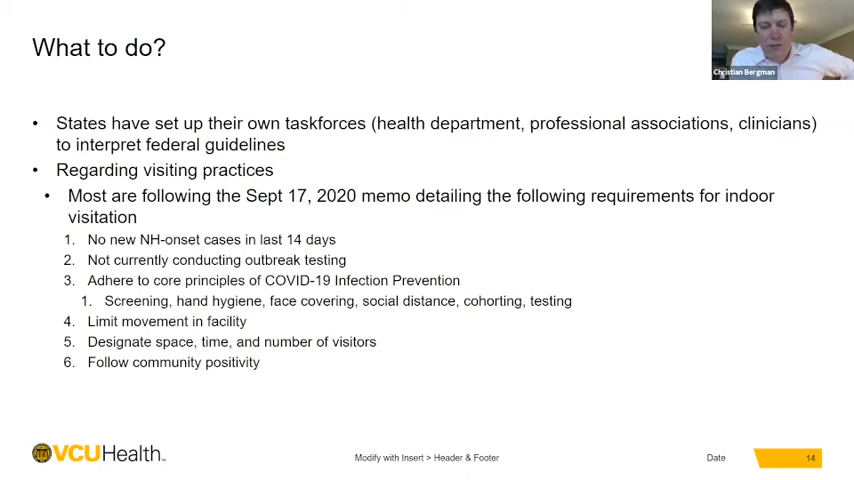 What to do?
Christian Bergman
• States have set up their own taskforces (health department, professional associations, clinicians)
to interpret federal guidelines
• Regarding visiting practices
• Most are following the Sept 17, 2020 memo detailing the following requirements for indoor
visitation
1. No new NH-onset cases in last 14 days
2. Not currently conducting outbreak testing
3. Adhere to core principles of COVID-19 Infection Prevention
1. Screening, hand hygiene, face covering, social distance, cohorting, testing
4. Limit movement in facility
5. Designate space, time, and number of visitors
6. Follow community positivity
VCUHealth™
Modify with Insert > Header & Footer
Date
14